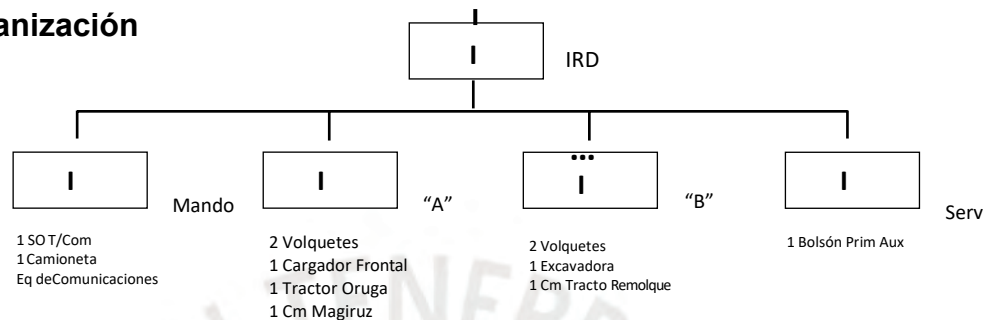 anización
I
IRD
I
Mando
I
"A"
I
"B"
I
Serv
1 SO T/Com
1 Camioneta
Eq deComunicaciones
2 Volquetes
1 Cargador Frontal
1 Tractor Oruga
1 Cm Magiruz
2 Volquetes
1 Excavadora
1 Cm Tracto Remolque
1 Bolsón Prim Aux
TENEBR